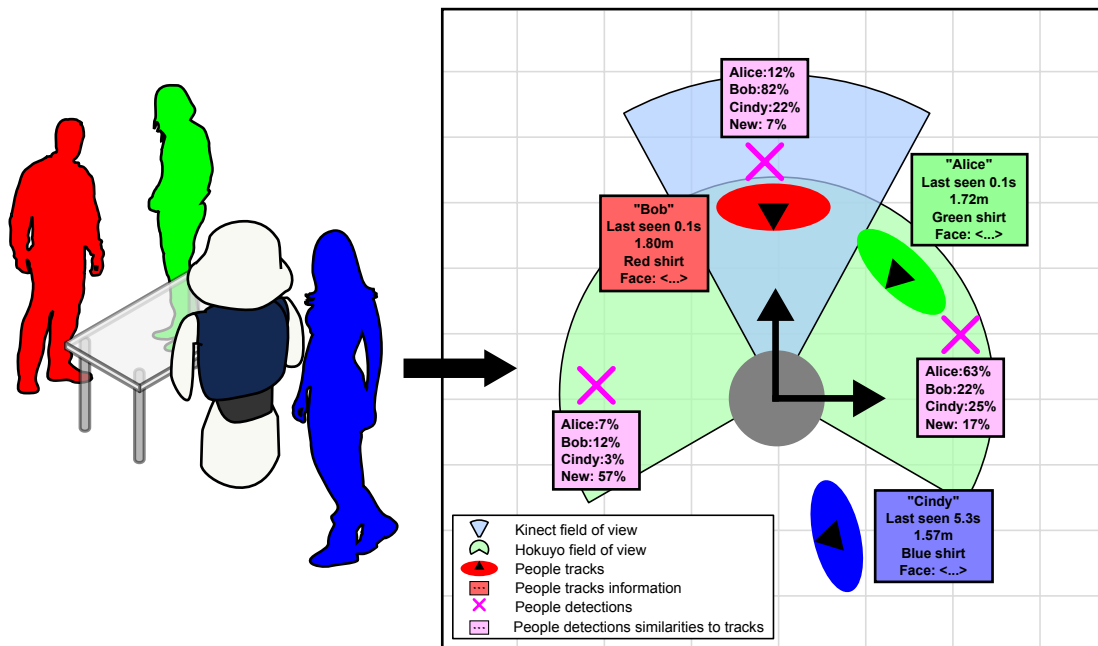 Alice:12%
Bob:82%
Cindy:22%
New: 7%
"Alice"
Last seen 0.1s
1.72m
Green shirt
Face: <...>
"Bob"
Last seen 0.1s
1.80m
Red shirt
Face: <...>
Alice:63%
Bob:22%
Cindy:25%
New: 17%
Alice:7%
Bob:12%
Cindy:3%
New: 57%
"Cindy"
Last seen 5.3s
1.57m
Blue shirt
Face: <...>
Kinect field of view
Hokuyo field of view
People tracks
People tracks information
People detections
People detections similarities to tracks